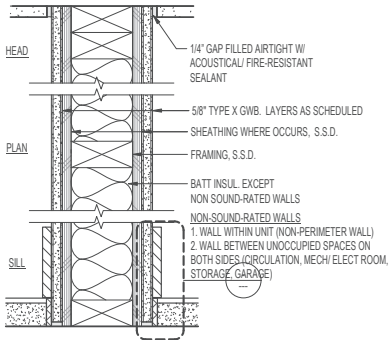 HEAD
1/4" GAP FILLED AIRTIGHT W/
ACOUSTICAL/ FIRE-RESISTANT
SEALANT
5/8" TYPE X GWB. LAYERS AS SCHEDULED
SHEATHING WHERE OCCURS, S.S.D.
PLAN
FRAMING, S.S.D.
BATT INSUL. EXCEPT
NON SOUND-RATED WALLS
NON-SOUND-RATED WALLS
1. WALL WITHIN UNIT (NON-PERIMETER WALL)
2. WALL BETWEEN UNOCCUPIED SPACES ON
BOTH SIDES (CIRCULATION, MECH/ ELECT ROOM,
STORAGE, GARAGE)
SILL
---